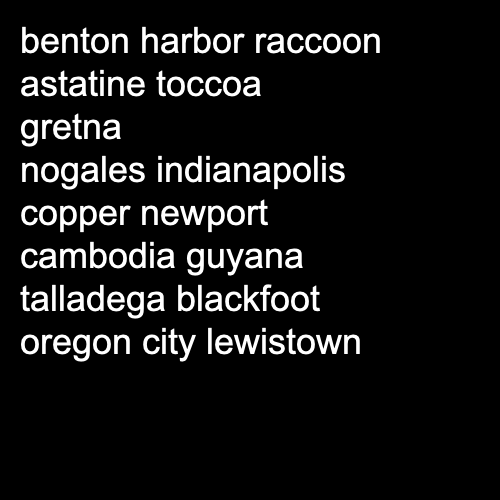 benton harbor raccoon
astatine toccoa
gretna
nogales indianapolis
copper newport
cambodia guyana
talladega blackfoot
oregon city lewistown